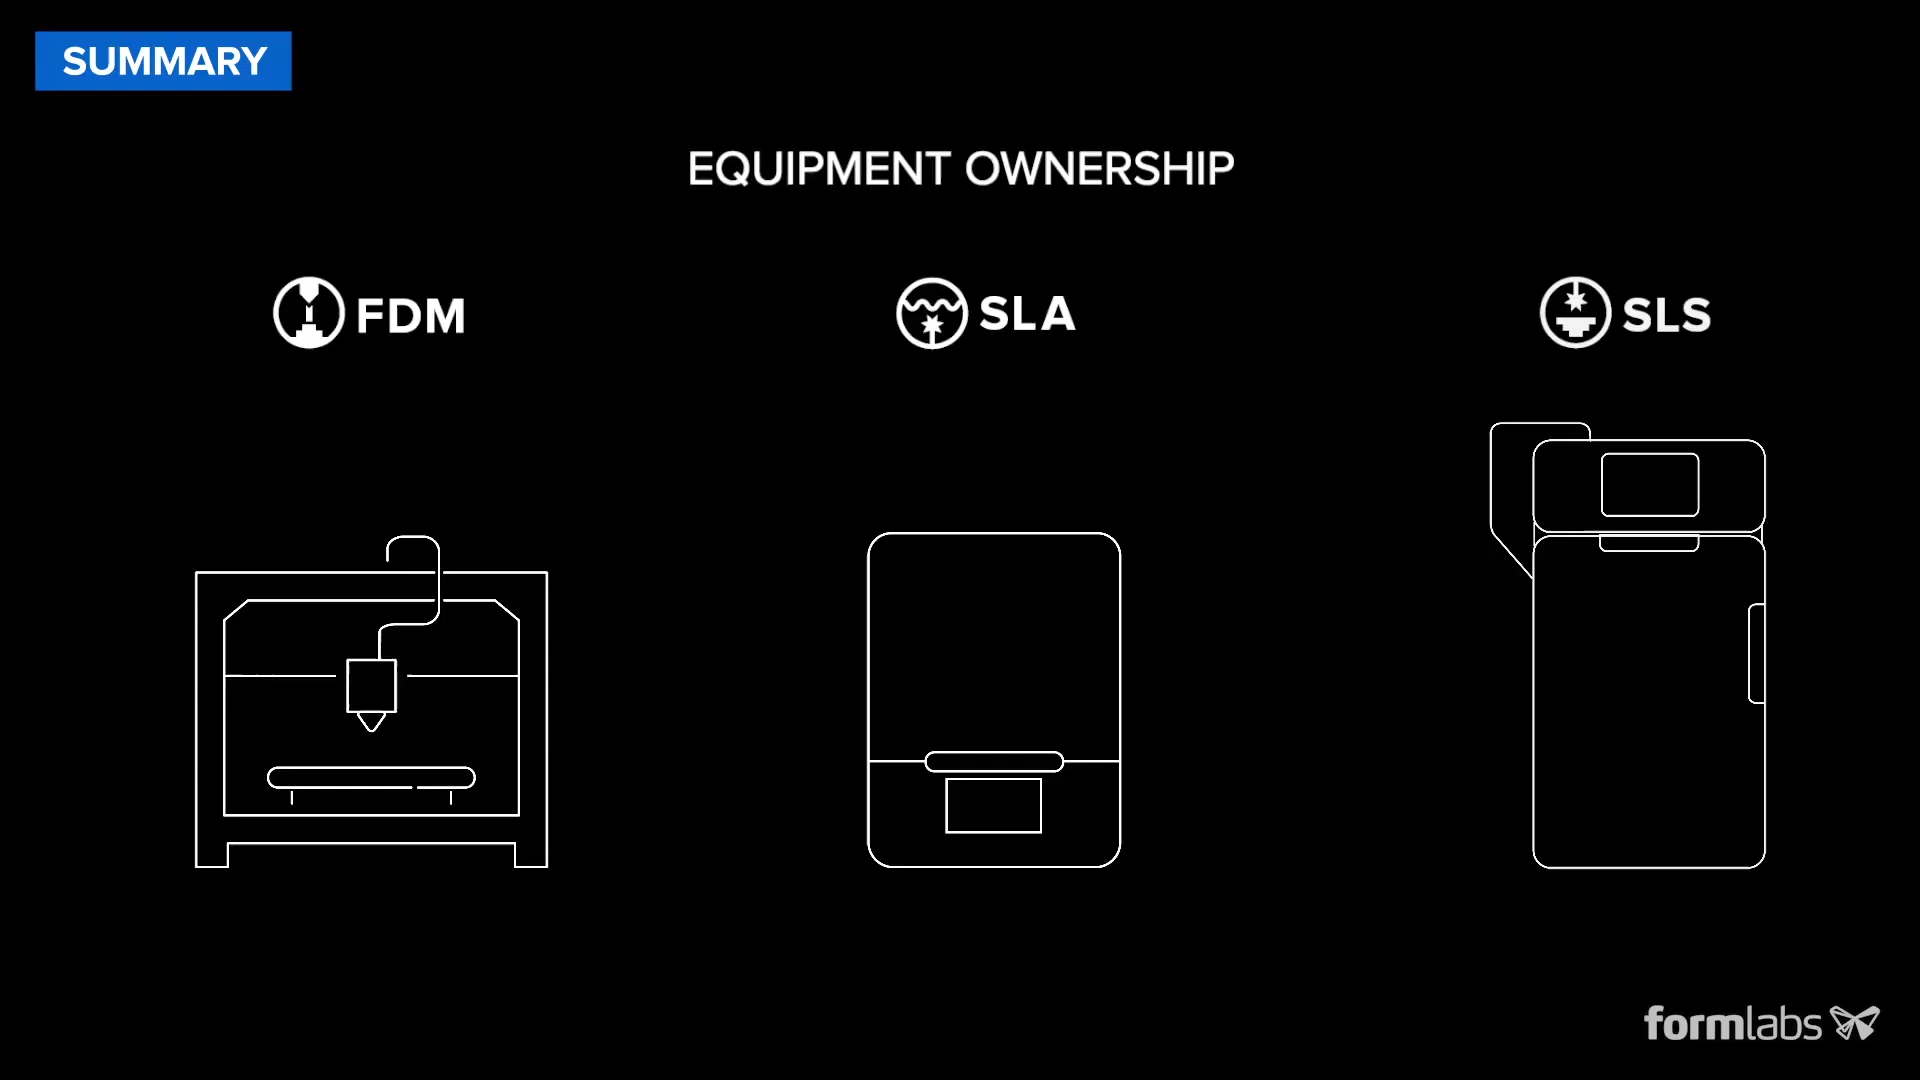 SUMMARY
EQUIPMENT OWNERSHIP
FDM
SLA
SLS
formlabs